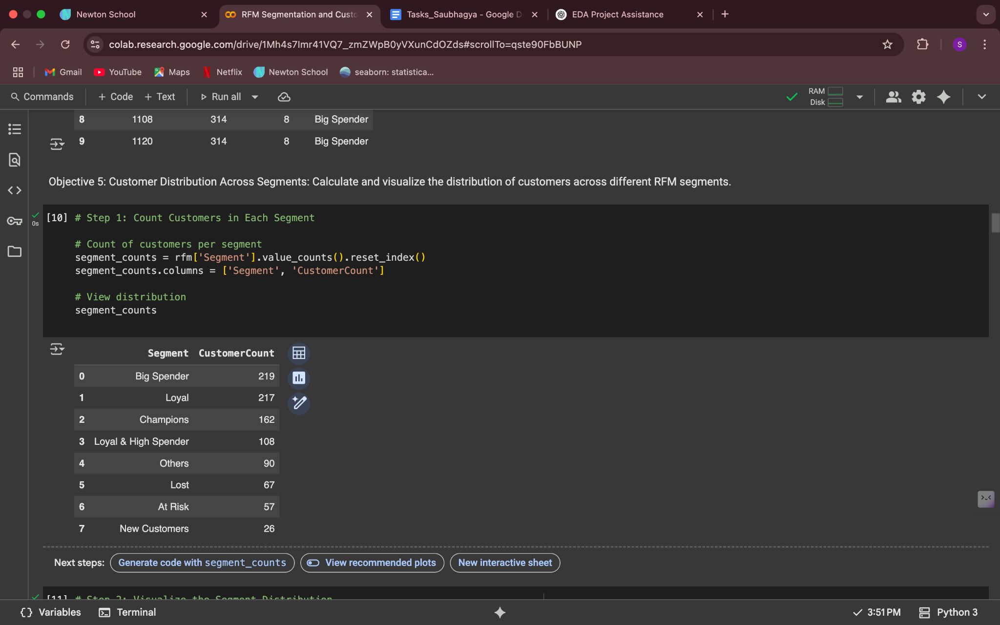 Newton School
RFM Segmentation and Custo
Tasks_Saubhagya - Google D
EDA Project Assistance
colab.research.google.com/drive/1Mh4s7Imr41VQ7_zmZWpB0yVXunCdOZds#scrollTo=qste90FbBUNP
S
Gmail
YouTube
Maps
Netflix
Newton School
seaborn: statistica...
Commands
+ Code
+ Text
Run all
RAM
Disk
8 1108 314 8 Big Spender
9 1120 314 8 Big Spender
Objective 5: Customer Distribution Across Segments: Calculate and visualize the distribution of customers across different RFM segments.
0s
[10] # Step 1: Count Customers in Each Segment
# Count of customers per segment
segment_counts = rfm['Segment'].value_counts().reset_index()
segment_counts.columns = ['Segment', 'CustomerCount']
# View distribution
segment_counts
Segment CustomerCount
0 Big Spender 219
1 Loyal 217
2 Champions 162
3 Loyal & High Spender 108
4 Others 90
5 Lost 67
6 At Risk 57
7 New Customers 26
Next steps: Generate code with segment_counts View recommended plots New interactive sheet
[11] # Step 2: Visualize the Segment Distribution
Variables
Terminal
3:51 PM
Python 3